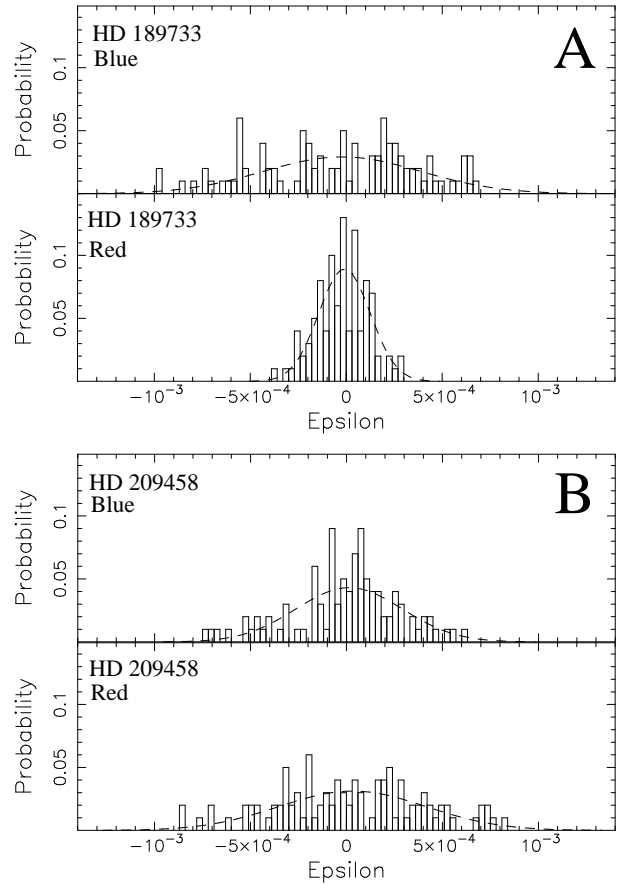 HD 189733
Blue
A
Probability
0.05
0.1
HD 189733
Red
Probability
0.05
0.1
−10⁻³
−5×10⁻⁴
0
5×10⁻⁴
10⁻³
Epsilon
HD 209458
Blue
B
Probability
0.05
0.1
HD 209458
Red
Probability
0.05
0.1
−10⁻³
−5×10⁻⁴
0
5×10⁻⁴
10⁻³
Epsilon